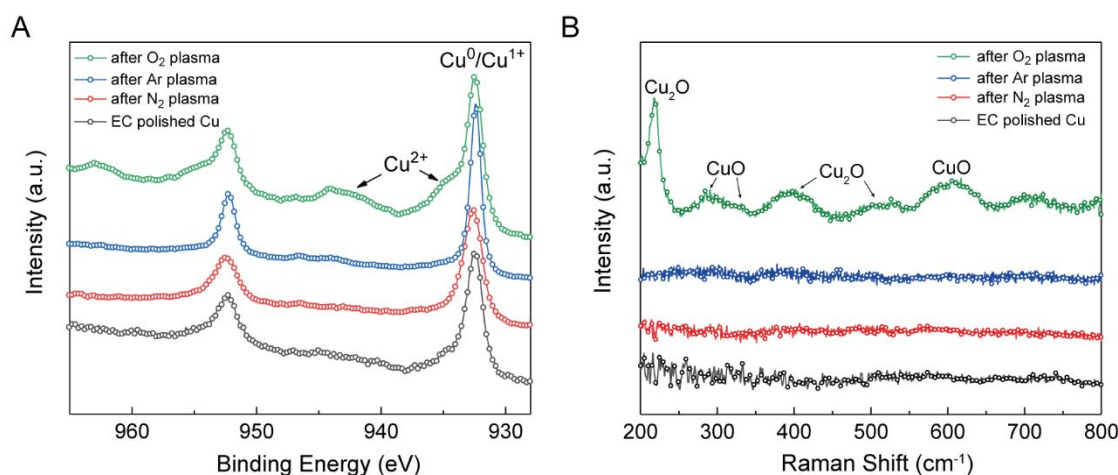 A
after O₂ plasma
after Ar plasma
after N₂ plasma
EC polished Cu
Cu⁰/Cu¹⁺
Cu²⁺
Intensity (a.u.)
960 950 940 930
Binding Energy (eV)
B
after O₂ plasma
after Ar plasma
after N₂ plasma
EC polished Cu
Cu₂O
CuO
Cu₂O
CuO
Intensity (a.u.)
200 300 400 500 600 700 800
Raman Shift (cm⁻¹)